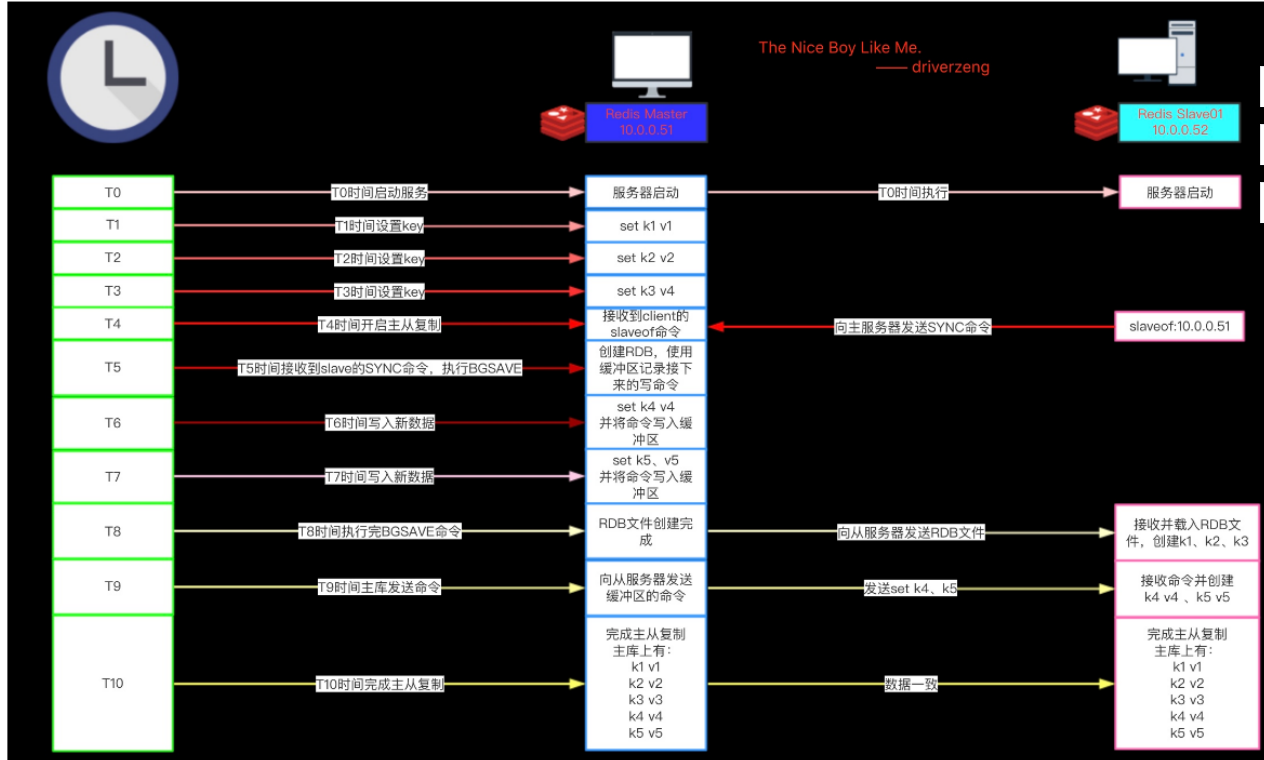 The Nice Boy Like Me.
—— driverzeng
Redis Master
10.0.0.51
Redis Slave01
10.0.0.52
T0
T0时间启动服务
服务器启动
T0时间执行
服务器启动
T1
T1时间设置key
set k1 v1
T2
T2时间设置key
set k2 v2
T3
T3时间设置key
set k3 v4
T4
T4时间开启主从复制
接收到client的
slaveof命令
向主服务器发送SYNC命令
slaveof:10.0.0.51
T5
T5时间接收到slave的SYNC命令，执行BGSAVE
创建RDB，使用
缓冲区记录接下
来的写命令
T6
T6时间写入新数据
set k4 v4
并将命令写入缓
冲区
T7
T7时间写入新数据
set k5、v5
并将命令写入缓
冲区
T8
T8时间执行完BGSAVE命令
RDB文件创建完
成
向从服务器发送RDB文件
接收并载入RDB文
件，创建k1、k2、k3
T9
T9时间主库发送命令
向从服务器发送
缓冲区的命令
发送set k4、k5
接收命令并创建
k4 v4 、k5 v5
T10
T10时间完成主从复制
完成主从复制
主库上有：
k1 v1
k2 v2
k3 v3
k4 v4
k5 v5
数据一致
完成主从复制
主库上有：
k1 v1
k2 v2
k3 v3
k4 v4
k5 v5